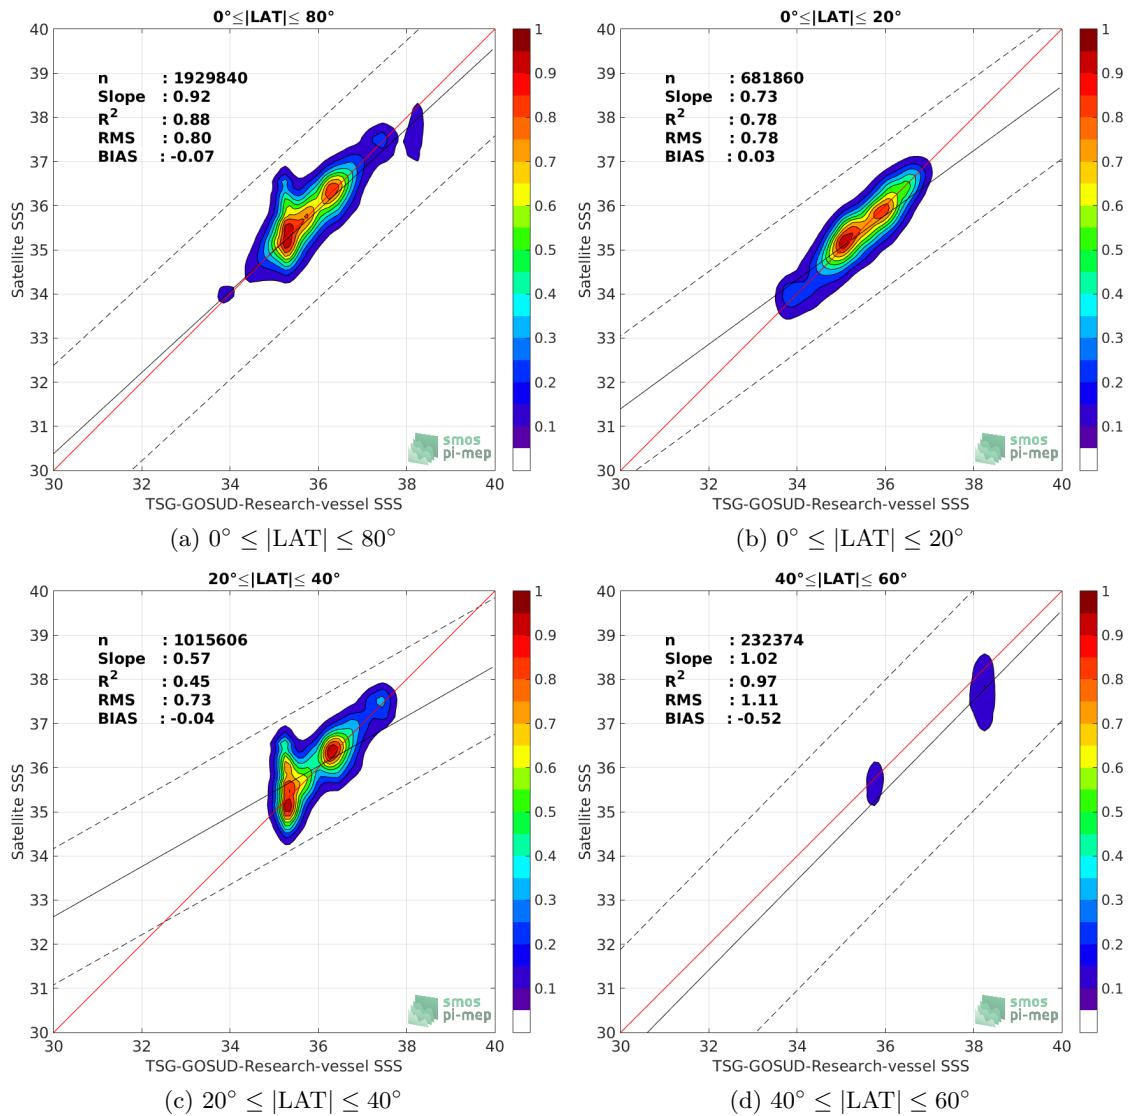 0°≤|LAT|≤ 80°
Satellite SSS
40
39
38
37
36
35
34
33
32
31
30
n : 1929840
Slope : 0.92
R² : 0.88
RMS : 0.80
BIAS : -0.07
smos
pi-mep
30 32 34 36 38 40
TSG-GOSUD-Research-vessel SSS
1
0.9
0.8
0.7
0.6
0.5
0.4
0.3
0.2
0.1
(a) 0° ≤ |LAT| ≤ 80°
0°≤|LAT|≤ 20°
Satellite SSS
40
39
38
37
36
35
34
33
32
31
30
n : 681860
Slope : 0.73
R² : 0.78
RMS : 0.78
BIAS : 0.03
smos
pi-mep
30 32 34 36 38 40
TSG-GOSUD-Research-vessel SSS
1
0.9
0.8
0.7
0.6
0.5
0.4
0.3
0.2
0.1
(b) 0° ≤ |LAT| ≤ 20°
20°≤|LAT|≤ 40°
Satellite SSS
40
39
38
37
36
35
34
33
32
31
30
n : 1015606
Slope : 0.57
R² : 0.45
RMS : 0.73
BIAS : -0.04
smos
pi-mep
30 32 34 36 38 40
TSG-GOSUD-Research-vessel SSS
1
0.9
0.8
0.7
0.6
0.5
0.4
0.3
0.2
0.1
(c) 20° ≤ |LAT| ≤ 40°
40°≤|LAT|≤ 60°
Satellite SSS
40
39
38
37
36
35
34
33
32
31
30
n : 232374
Slope : 1.02
R² : 0.97
RMS : 1.11
BIAS : -0.52
smos
pi-mep
30 32 34 36 38 40
TSG-GOSUD-Research-vessel SSS
1
0.9
0.8
0.7
0.6
0.5
0.4
0.3
0.2
0.1
(d) 40° ≤ |LAT| ≤ 60°